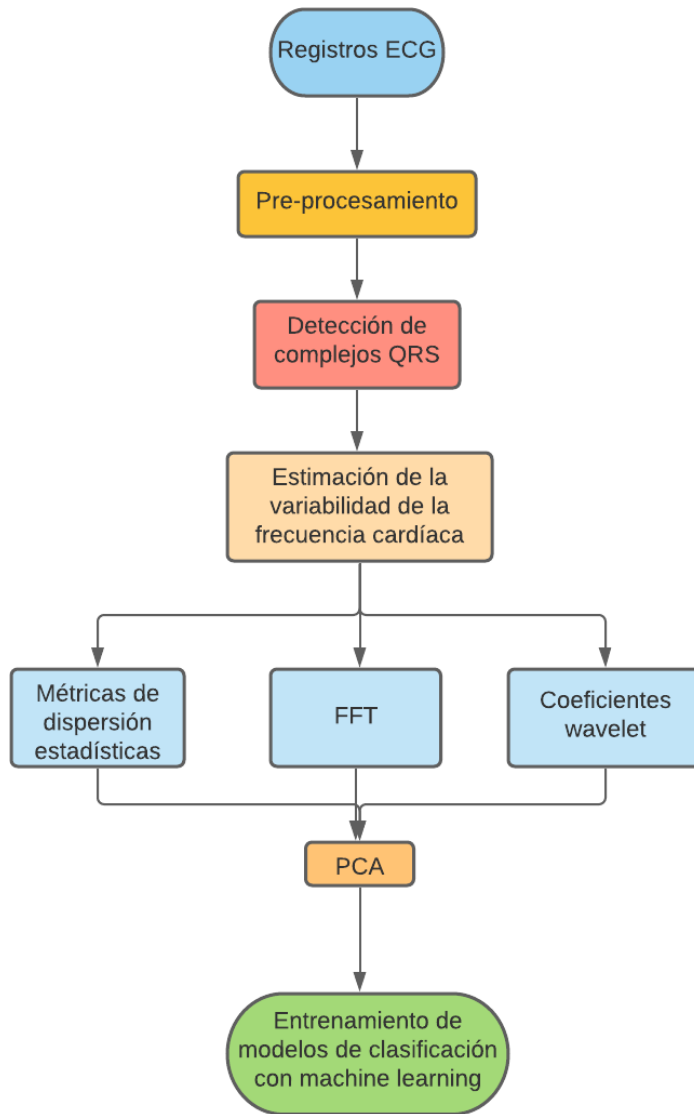 Registros ECG
Pre-procesamiento
Detección de
complejos QRS
Estimación de la
variabilidad de la
frecuencia cardíaca
Métricas de
dispersión
estadísticas
FFT
Coeficientes
wavelet
PCA
Entrenamiento de
modelos de clasificación
con machine learning